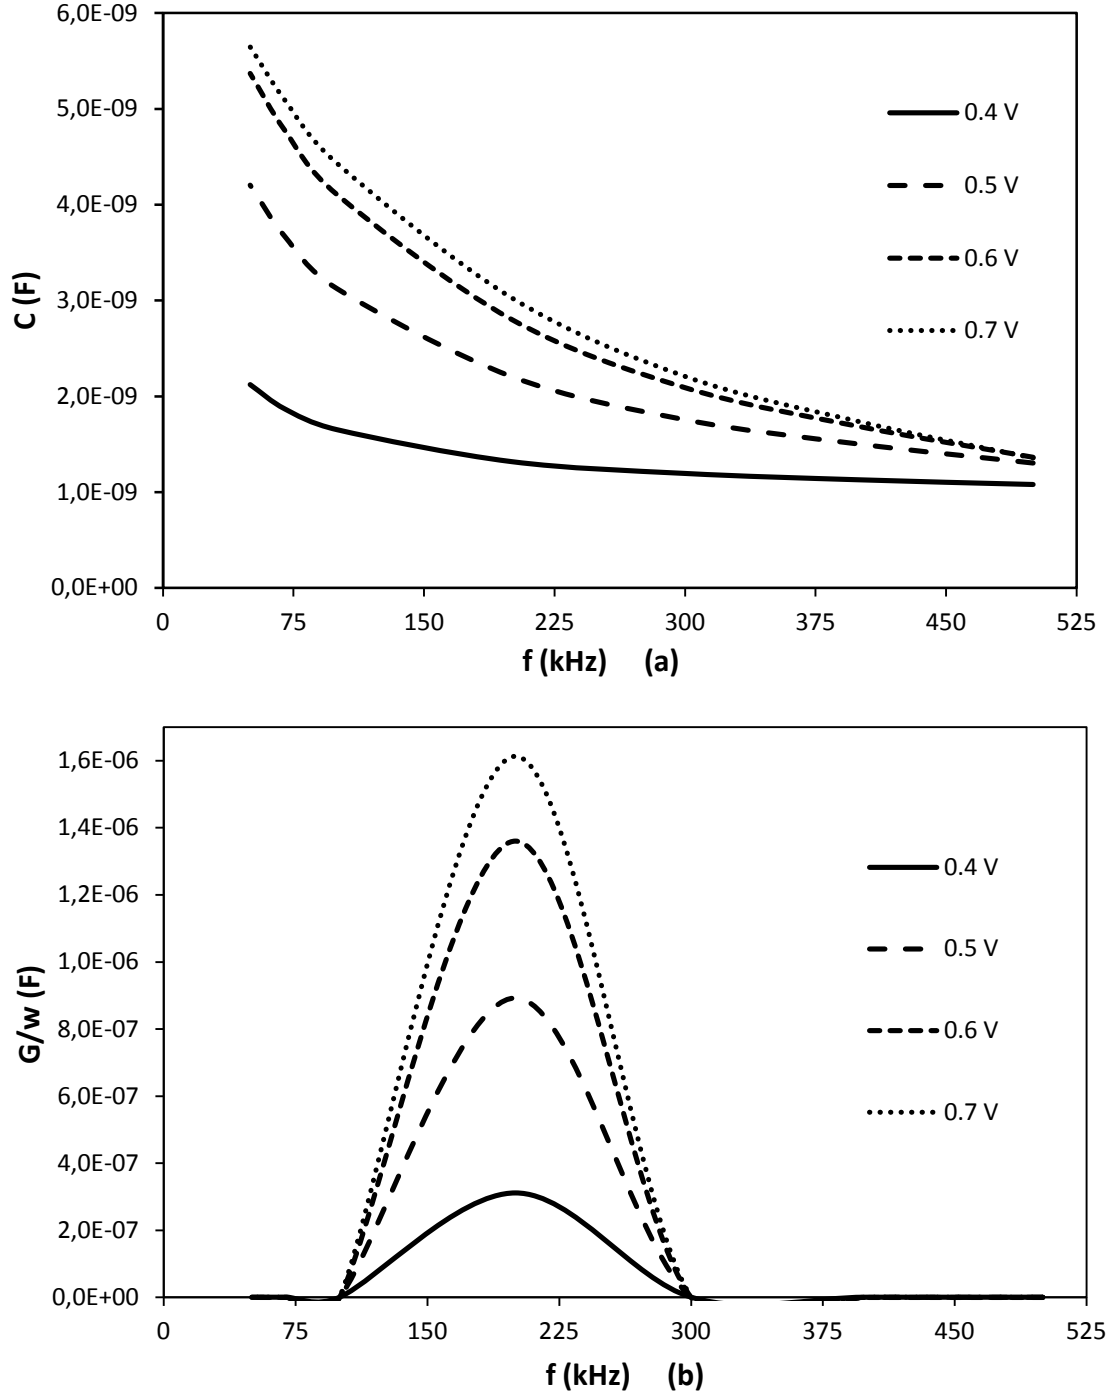 6,0E-09
5,0E-09
4,0E-09
3,0E-09
2,0E-09
1,0E-09
0,0E+00
C (F)
0.4 V
0.5 V
0.6 V
0.7 V
0 75 150 225 300 375 450 525
f (kHz) (a)
1,6E-06
1,4E-06
1,2E-06
1,0E-06
8,0E-07
6,0E-07
4,0E-07
2,0E-07
0,0E+00
G/w (F)
0.4 V
0.5 V
0.6 V
0.7 V
0 75 150 225 300 375 450 525
f (kHz) (b)